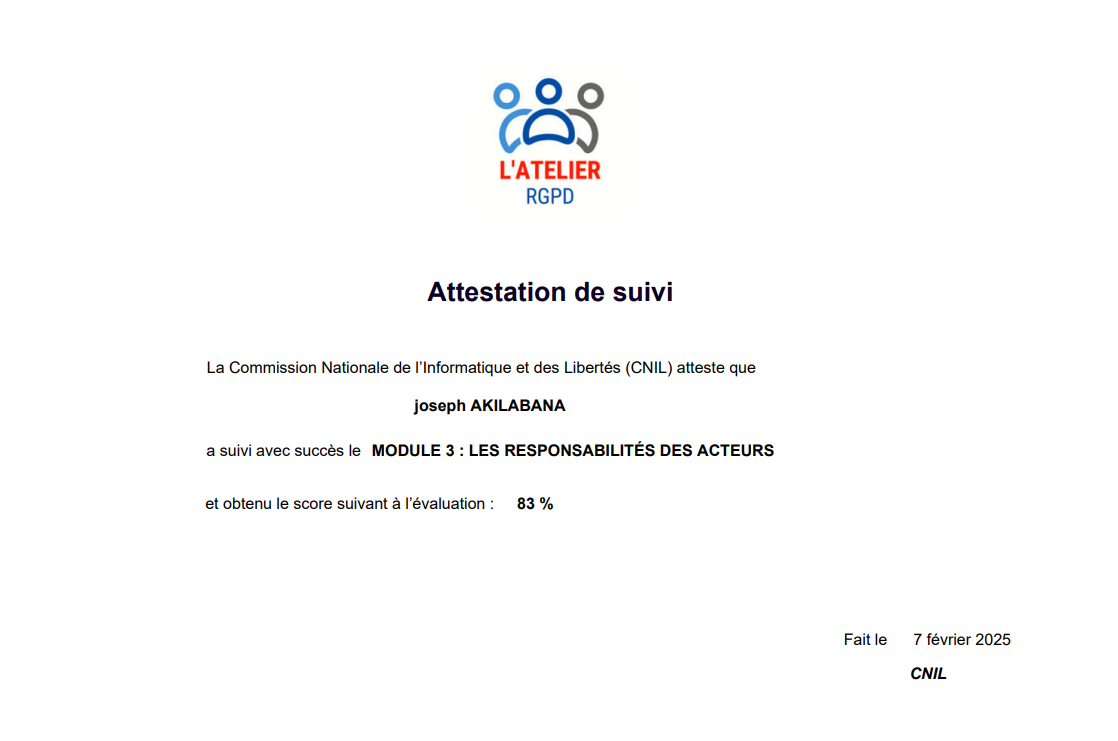 L'ATELIER
RGPD
Attestation de suivi
La Commission Nationale de l’Informatique et des Libertés (CNIL) atteste que
joseph AKILABANA
a suivi avec succès le MODULE 3 : LES RESPONSABILITÉS DES ACTEURS
et obtenu le score suivant à l’évaluation : 83 %
Fait le 7 février 2025
CNIL